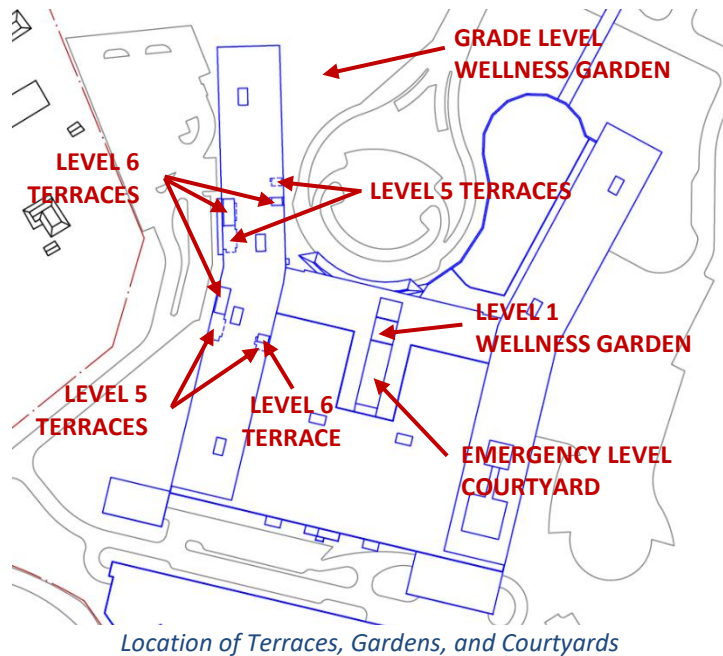 GRADE LEVEL
WELLNESS GARDEN
LEVEL 6
TERRACES
LEVEL 5 TERRACES
LEVEL 1
WELLNESS GARDEN
LEVEL 5
TERRACES
LEVEL 6
TERRACE
EMERGENCY LEVEL
COURTYARD
Location of Terraces, Gardens, and Courtyards